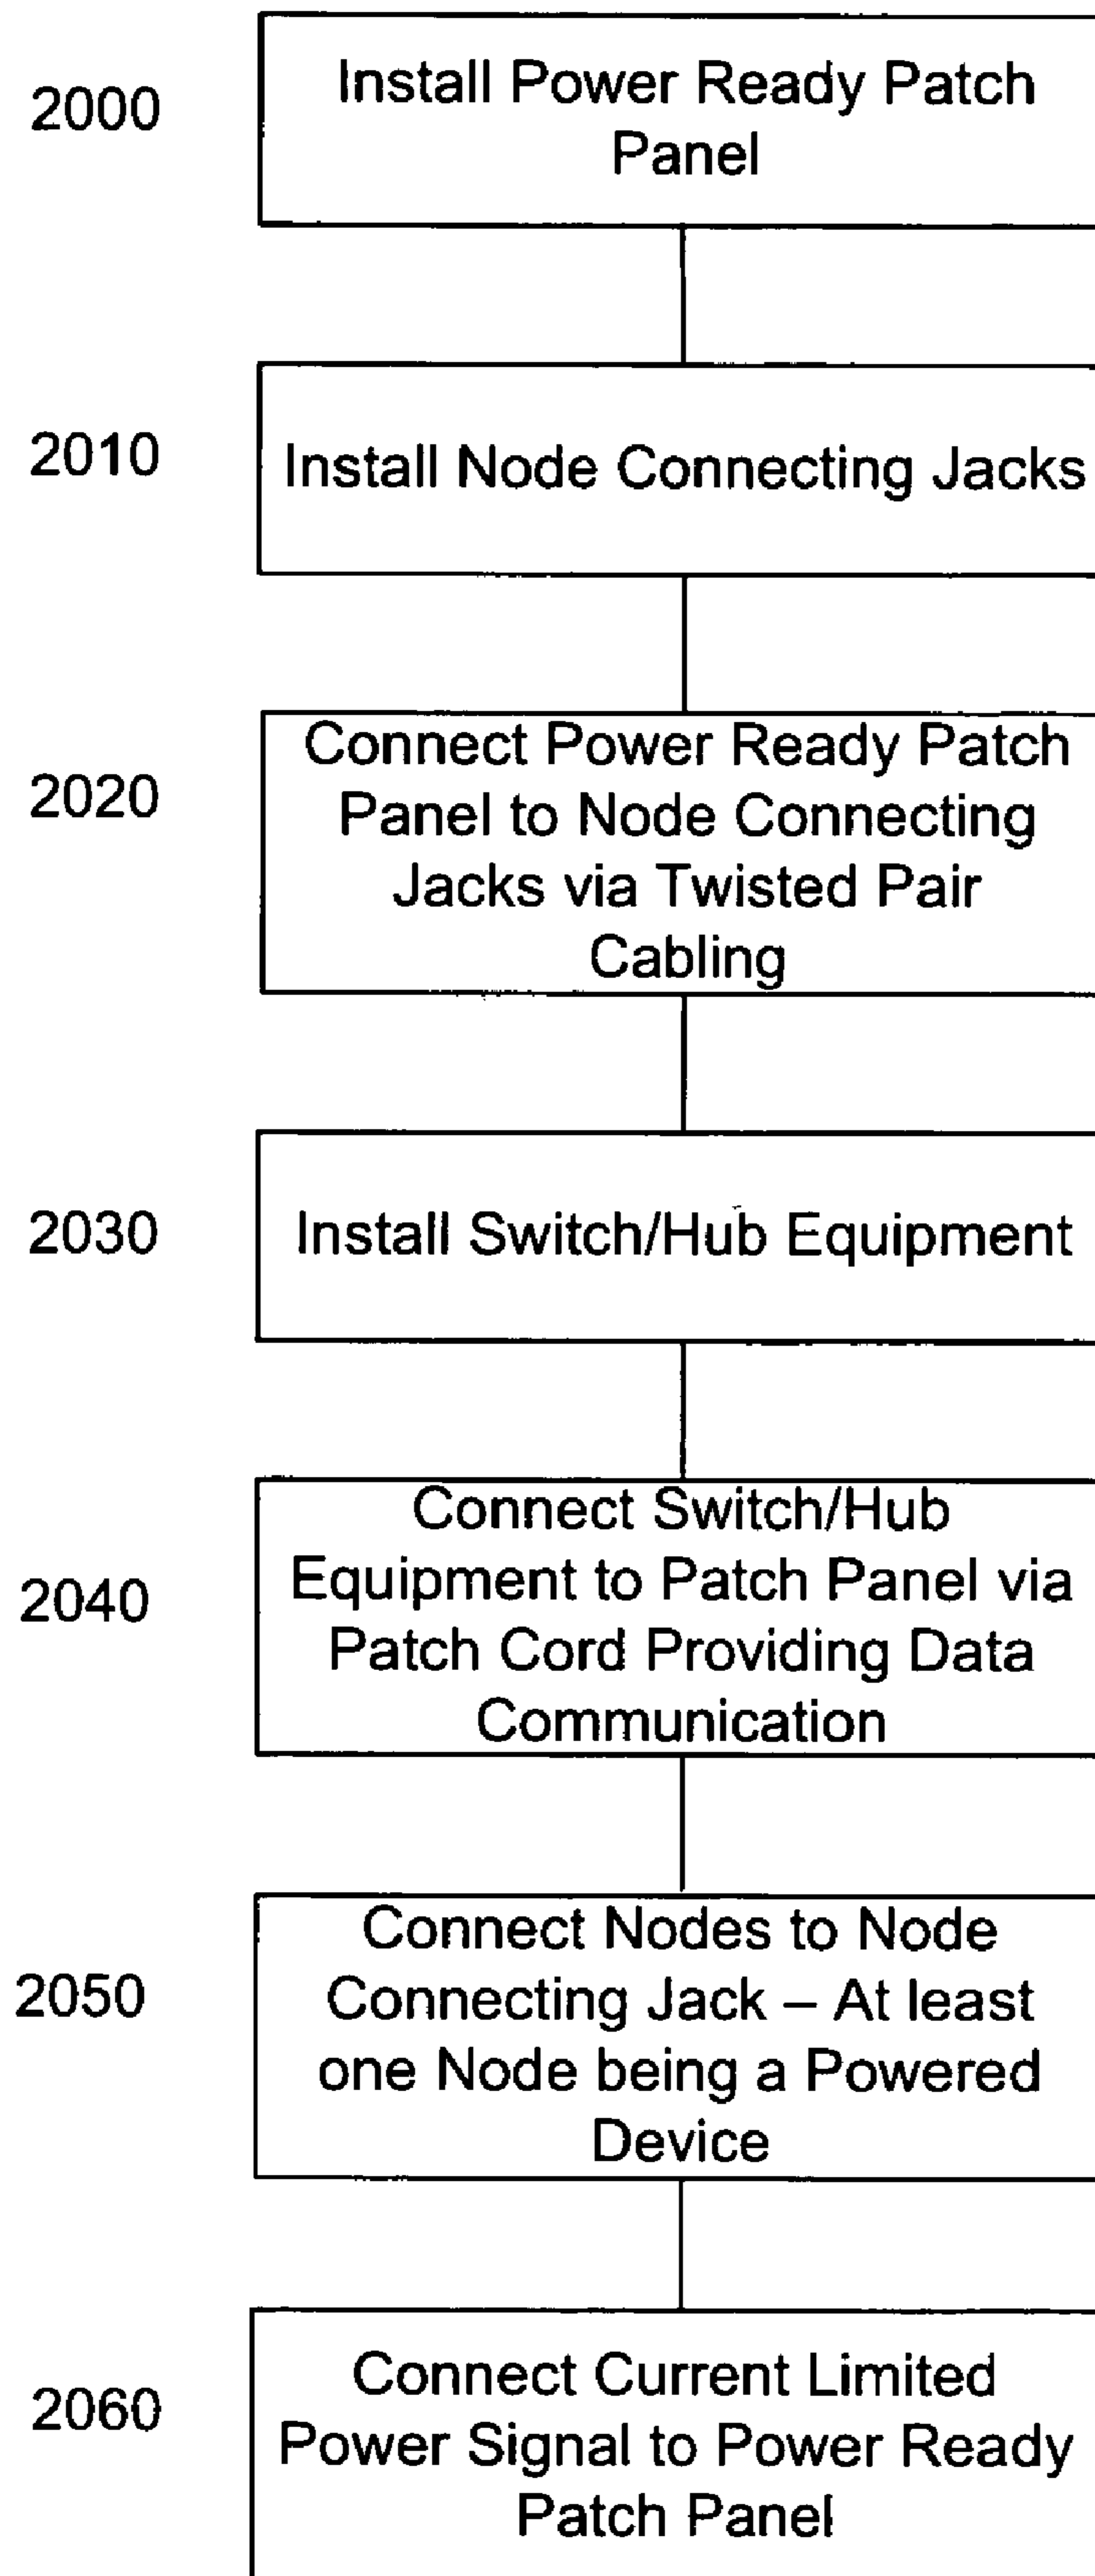 2000
Install Power Ready Patch
Panel
2010
Install Node Connecting Jacks
2020
Connect Power Ready Patch
Panel to Node Connecting
Jacks via Twisted Pair
Cabling
2030
Install Switch/Hub Equipment
2040
Connect Switch/Hub
Equipment to Patch Panel via
Patch Cord Providing Data
Communication
2050
Connect Nodes to Node
Connecting Jack – At least
one Node being a Powered
Device
2060
Connect Current Limited
Power Signal to Power Ready
Patch Panel